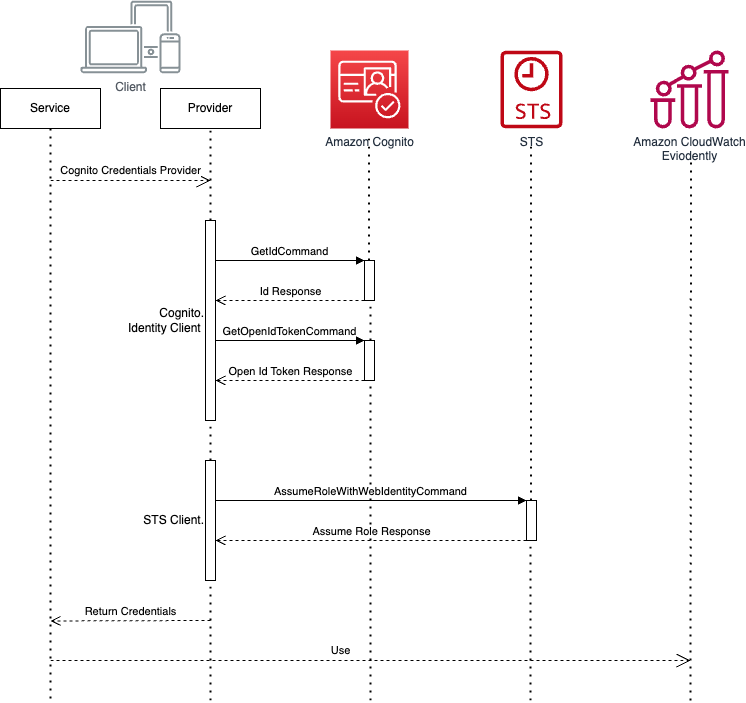 Client
Service
Provider
STS
Amazon Cognito
STS
Amazon CloudWatch
Eviodently
Cognito Credentials Provider
GetIdCommand
Id Response
Cognito.
Identity Client
GetOpenIdTokenCommand
Open Id Token Response
AssumeRoleWithWebIdentityCommand
STS Client.
Assume Role Response
Return Credentials
Use